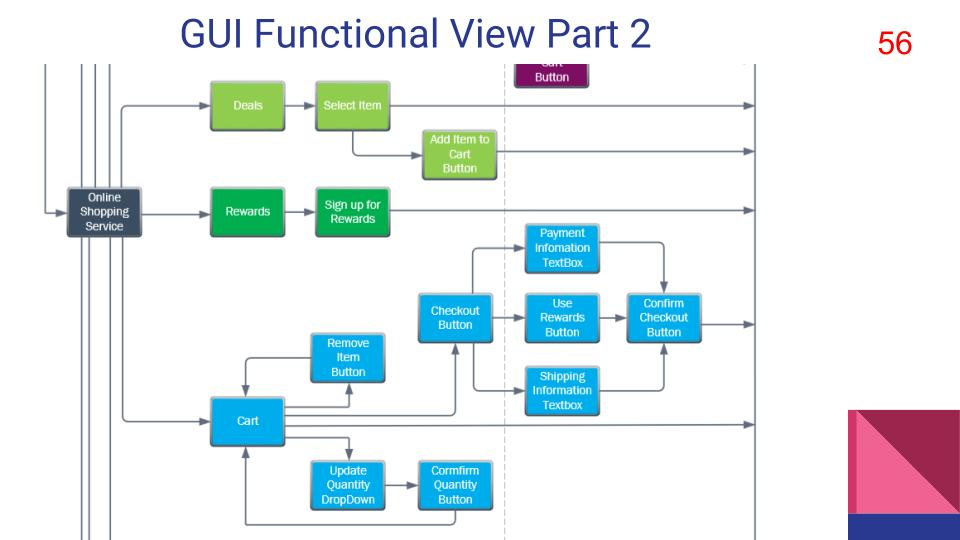 GUI Functional View Part 2
56
Cart
Button
Deals
Select Item
Add Item to
Cart
Button
Online
Shopping
Service
Rewards
Sign up for
Rewards
Payment
Infomation
TextBox
Checkout
Button
Use
Rewards
Button
Confirm
Checkout
Button
Remove
Item
Button
Shipping
Information
Textbox
Cart
Update
Quantity
DropDown
Cormfirm
Quantity
Button